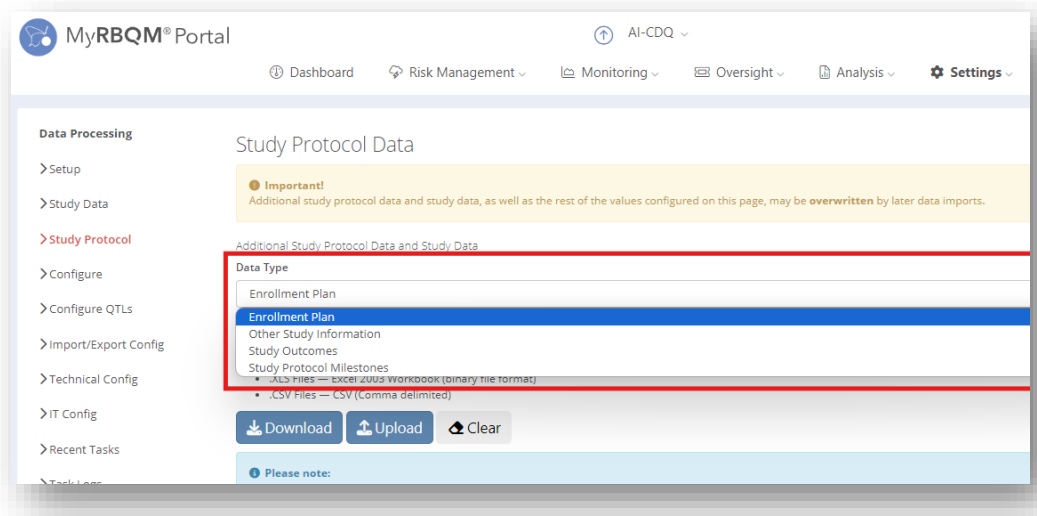 MyRBQM® Portal
AI-CDQ
Dashboard
Risk Management
Monitoring
Oversight
Analysis
Settings
Data Processing
Setup
Study Data
Study Protocol
Configure
Configure QTLs
Import/Export Config
Technical Config
IT Config
Recent Tasks
Task Logs
Study Protocol Data
Important!
Additional study protocol data and study data, as well as the rest of the values configured on this page, may be overwritten by later data imports.
Additional Study Protocol Data and Study Data
Data Type
Enrollment Plan
Enrollment Plan
Other Study Information
Study Outcomes
Study Protocol Milestones
• .XLS Files — Excel 2003 Workbook (binary file format)
• .CSV Files — CSV (Comma delimited)
Download
Upload
Clear
Please note: